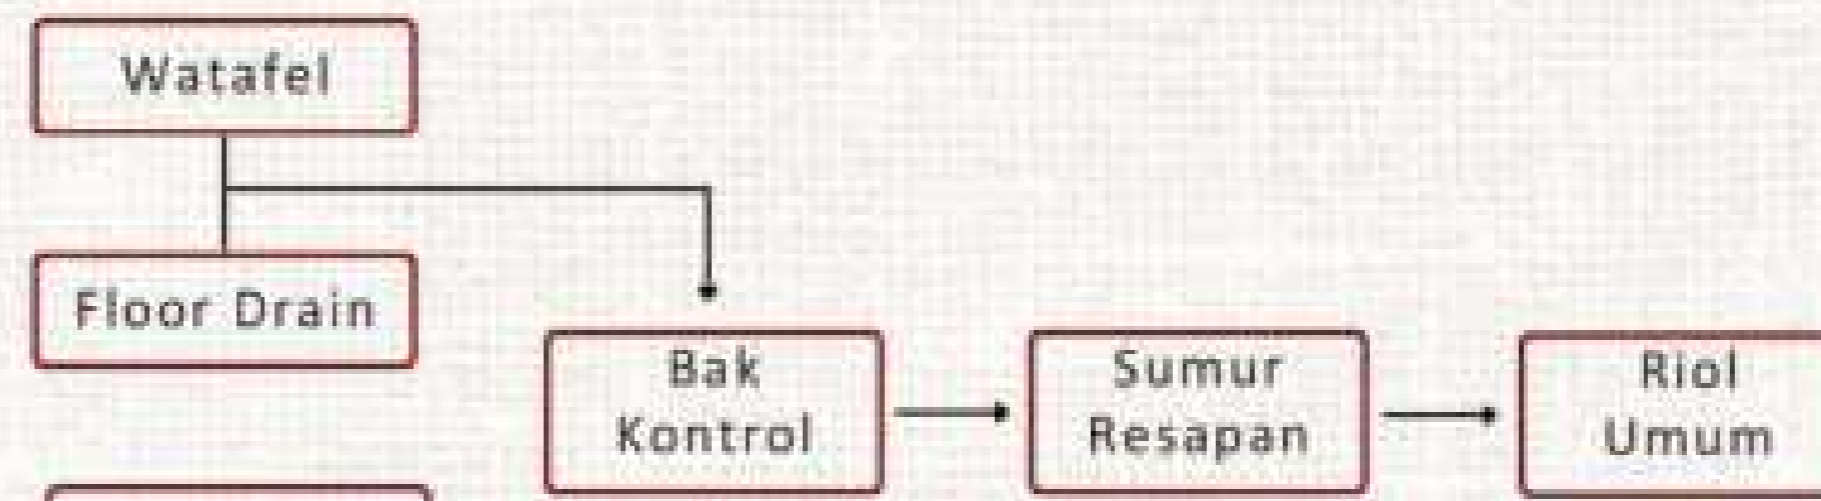 Watafel
Floor Drain
Bak
Kontrol
Sumur
Resapan
Riol
Umum